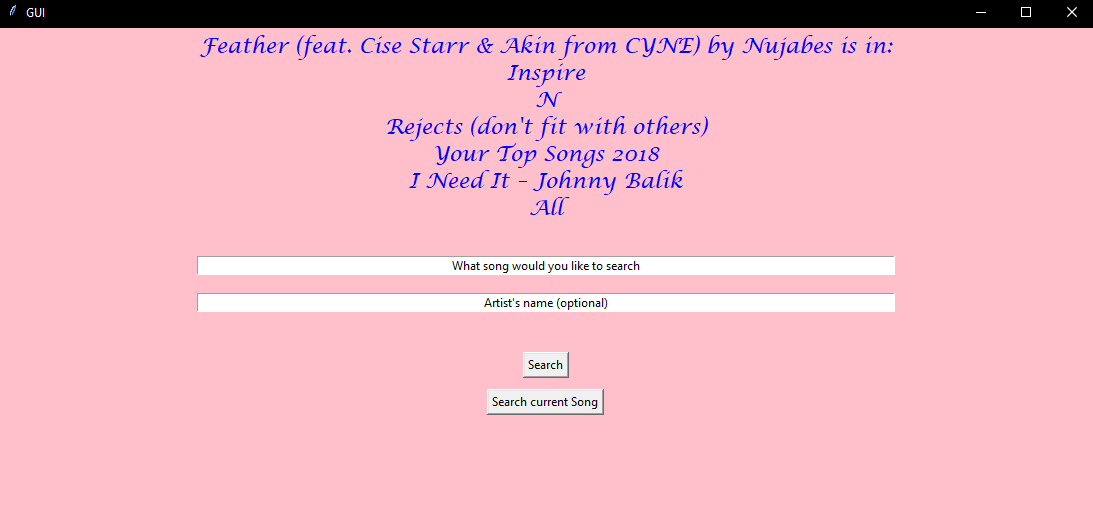 GUI
Feather (feat. Cise Starr & Akin from CYNE) by Nujabes is in:
Inspire
N
Rejects (don't fit with others)
Your Top Songs 2018
I Need It – Johnny Balik
All
What song would you like to search
Artist's name (optional)
Search
Search current Song